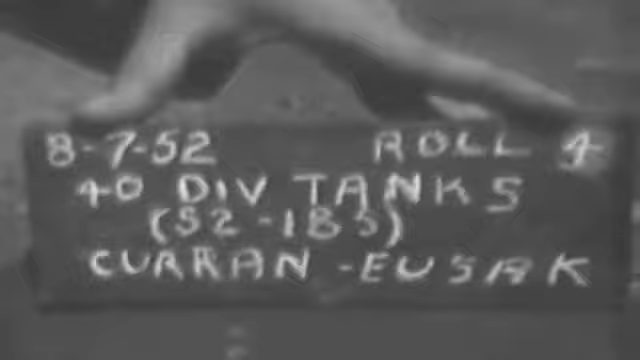 8-7-52 ROLL 4
40 DIV TANKS
(52-185)
CURRAN-EUSAK